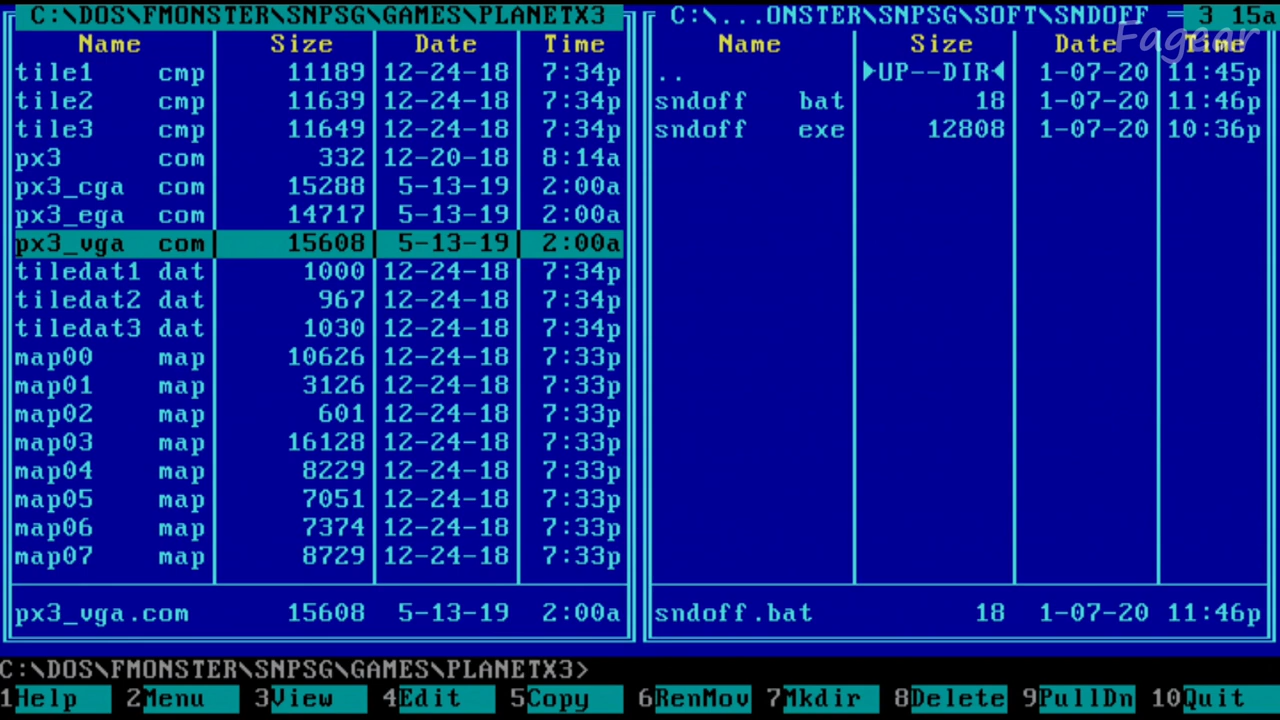 C:\DOS\FMONSTER\SNPSG\GAMES\PLANETX3 C:\...ONSTER\SNPSG\SOFT\SNDOFF = 3 15a
Fagear
Name Size Date Time Name Size Date Time
tile1 cmp 11189 12-24-18 7:34p .. ►UP--DIR◄ 1-07-20 11:45p
tile2 cmp 11639 12-24-18 7:34p sndoff bat 18 1-07-20 11:46p
tile3 cmp 11649 12-24-18 7:34p sndoff exe 12808 1-07-20 10:36p
px3 com 332 12-20-18 8:14a
px3_cga com 15288 5-13-19 2:00a
px3_ega com 14717 5-13-19 2:00a
px3_vga com 15608 5-13-19 2:00a
tiledat1 dat 1000 12-24-18 7:34p
tiledat2 dat 967 12-24-18 7:34p
tiledat3 dat 1030 12-24-18 7:34p
map00 map 10626 12-24-18 7:33p
map01 map 3126 12-24-18 7:33p
map02 map 601 12-24-18 7:33p
map03 map 16128 12-24-18 7:33p
map04 map 8229 12-24-18 7:33p
map05 map 7051 12-24-18 7:33p
map06 map 7374 12-24-18 7:33p
map07 map 8729 12-24-18 7:33p
px3_vga.com 15608 5-13-19 2:00a sndoff.bat 18 1-07-20 11:46p
C:\DOS\FMONSTER\SNPSG\GAMES\PLANETX3>
1Help 2Menu 3View 4Edit 5Copy 6RenMov 7Mkdir 8Delete 9PullDn 10Quit